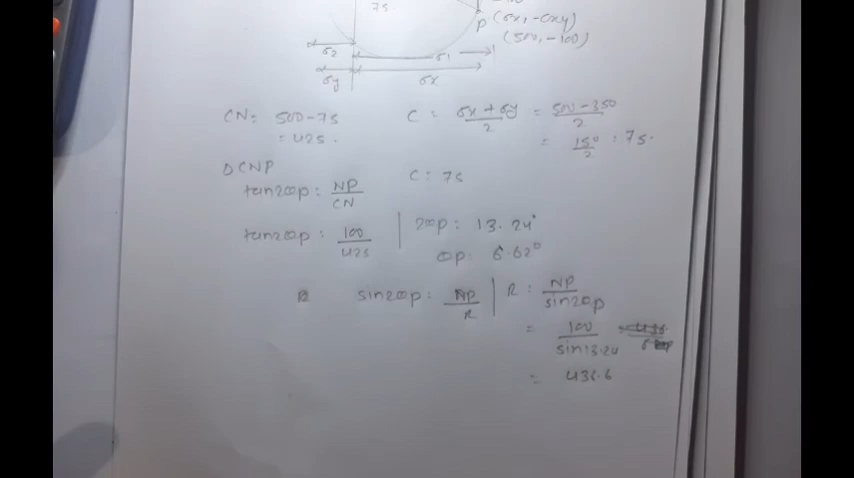 75
P (σx, -σxy)
(500, -100)
σ2 σ1
σy σx
CN = 500-75
= 425.
C = σx + σy / 2 = 500 - 350 / 2
= 150 / 2 = 75.
Δ CNP
tan2θp = NP / CN
C = 75
tan2θp = 100 / 425
2θp = 13.24°
θp = 6.62°
sin2θp = NP / R
R = NP / sin2θp
= 100 / sin13.24
= 436.6